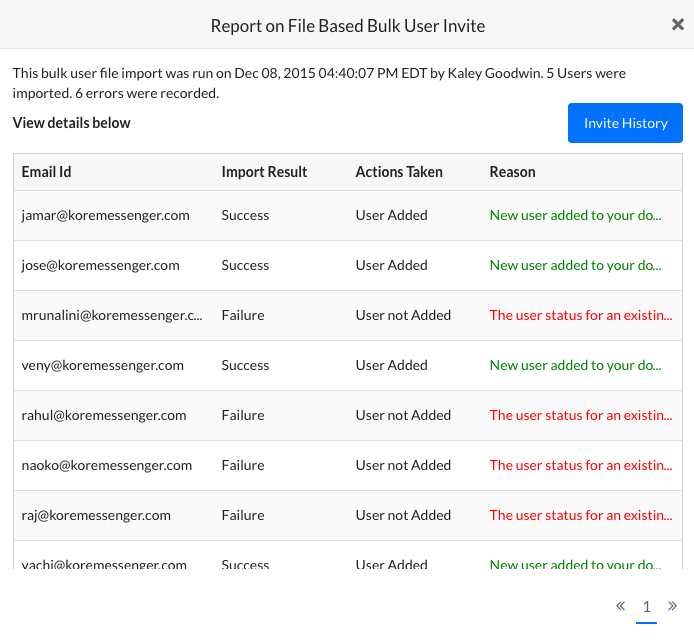 Report on File Based Bulk User Invite
This bulk user file import was run on Dec 08, 2015 04:40:07 PM EDT by Kaley Goodwin. 5 Users were
imported. 6 errors were recorded.
View details below
Invite History
Email Id Import Result Actions Taken Reason
jamar@koremessenger.com Success User Added New user added to your do...
jose@koremessenger.com Success User Added New user added to your do...
mrunalini@koremessenger.c... Failure User not Added The user status for an existin...
veny@koremessenger.com Success User Added New user added to your do...
rahul@koremessenger.com Failure User not Added The user status for an existin...
naoko@koremessenger.com Failure User not Added The user status for an existin...
raj@koremessenger.com Failure User not Added The user status for an existin...
yachi@koremessenger.com Success User Added New user added to your do...
« 1 »